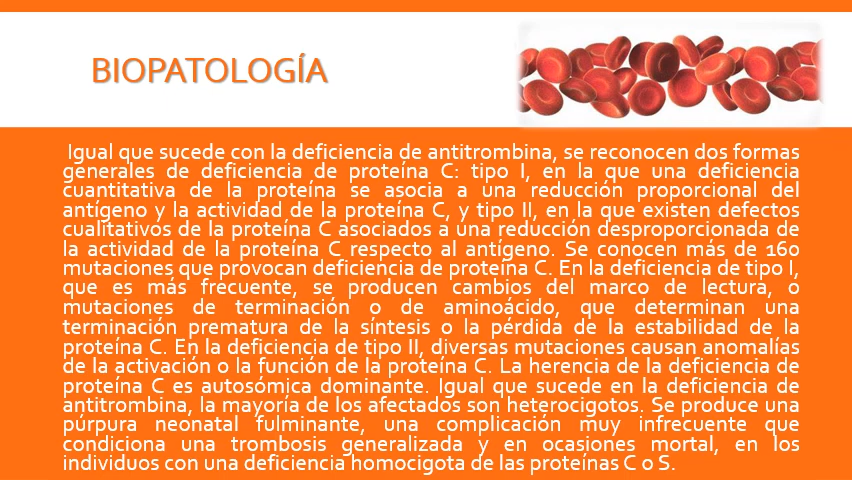 BIOPATOLOGÍA
Igual que sucede con la deficiencia de antitrombina, se reconocen dos formas
generales de deficiencia de proteína C: tipo I, en la que una deficiencia
cuantitativa de la proteína se asocia a una reducción proporcional del
antígeno y la actividad de la proteína C, y tipo II, en la que existen defectos
cualitativos de la proteína C asociados a una reducción desproporcionada de
la actividad de la proteína C respecto al antígeno. Se conocen más de 160
mutaciones que provocan deficiencia de proteína C. En la deficiencia de tipo I,
que es más frecuente, se producen cambios del marco de lectura, o
mutaciones de terminación o de aminoácido, que determinan una
terminación prematura de la síntesis o la pérdida de la estabilidad de la
proteína C. En la deficiencia de tipo II, diversas mutaciones causan anomalías
de la activación o la función de la proteína C. La herencia de la deficiencia de
proteína C es autosómica dominante. Igual que sucede en la deficiencia de
antitrombina, la mayoría de los afectados son heterocigotos. Se produce una
púrpura neonatal fulminante, una complicación muy infrecuente que
condiciona una trombosis generalizada y en ocasiones mortal, en los
individuos con una deficiencia homocigota de las proteínas C o S.